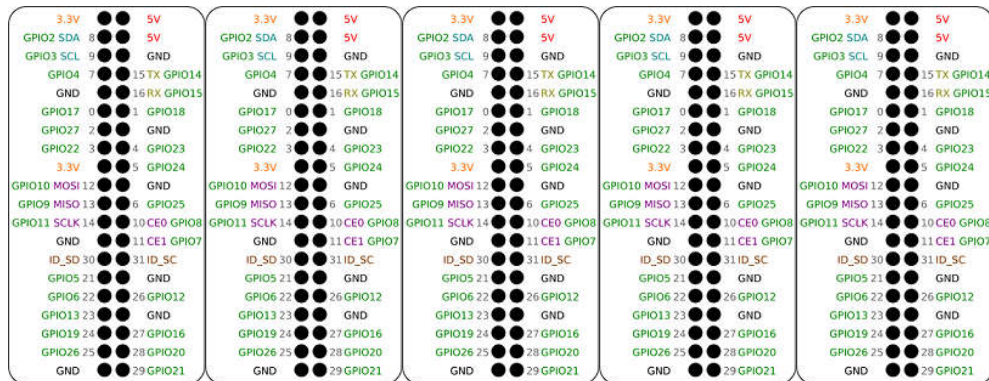 3.3V 5V
GPIO2 SDA 8 5V
GPIO3 SCL 9 GND
GPIO4 7 15 TX GPIO14
GND 16 RX GPIO15
GPIO17 0 1 GPIO18
GPIO27 2 GND
GPIO22 3 4 GPIO23
3.3V 5 GPIO24
GPIO10 MOSI 12 GND
GPIO9 MISO 13 6 GPIO25
GPIO11 SCLK 14 10 CE0 GPIO8
GND 11 CE1 GPIO7
ID_SD 30 31 ID_SC
GPIO5 21 GND
GPIO6 22 26 GPIO12
GPIO13 23 GND
GPIO19 24 27 GPIO16
GPIO26 25 28 GPIO20
GND 29 GPIO21
3.3V 5V
GPIO2 SDA 8 5V
GPIO3 SCL 9 GND
GPIO4 7 15 TX GPIO14
GND 16 RX GPIO15
GPIO17 0 1 GPIO18
GPIO27 2 GND
GPIO22 3 4 GPIO23
3.3V 5 GPIO24
GPIO10 MOSI 12 GND
GPIO9 MISO 13 6 GPIO25
GPIO11 SCLK 14 10 CE0 GPIO8
GND 11 CE1 GPIO7
ID_SD 30 31 ID_SC
GPIO5 21 GND
GPIO6 22 26 GPIO12
GPIO13 23 GND
GPIO19 24 27 GPIO16
GPIO26 25 28 GPIO20
GND 29 GPIO21
3.3V 5V
GPIO2 SDA 8 5V
GPIO3 SCL 9 GND
GPIO4 7 15 TX GPIO14
GND 16 RX GPIO15
GPIO17 0 1 GPIO18
GPIO27 2 GND
GPIO22 3 4 GPIO23
3.3V 5 GPIO24
GPIO10 MOSI 12 GND
GPIO9 MISO 13 6 GPIO25
GPIO11 SCLK 14 10 CE0 GPIO8
GND 11 CE1 GPIO7
ID_SD 30 31 ID_SC
GPIO5 21 GND
GPIO6 22 26 GPIO12
GPIO13 23 GND
GPIO19 24 27 GPIO16
GPIO26 25 28 GPIO20
GND 29 GPIO21
3.3V 5V
GPIO2 SDA 8 5V
GPIO3 SCL 9 GND
GPIO4 7 15 TX GPIO14
GND 16 RX GPIO15
GPIO17 0 1 GPIO18
GPIO27 2 GND
GPIO22 3 4 GPIO23
3.3V 5 GPIO24
GPIO10 MOSI 12 GND
GPIO9 MISO 13 6 GPIO25
GPIO11 SCLK 14 10 CE0 GPIO8
GND 11 CE1 GPIO7
ID_SD 30 31 ID_SC
GPIO5 21 GND
GPIO6 22 26 GPIO12
GPIO13 23 GND
GPIO19 24 27 GPIO16
GPIO26 25 28 GPIO20
GND 29 GPIO21
3.3V 5V
GPIO2 SDA 8 5V
GPIO3 SCL 9 GND
GPIO4 7 15 TX GPIO14
GND 16 RX GPIO15
GPIO17 0 1 GPIO18
GPIO27 2 GND
GPIO22 3 4 GPIO23
3.3V 5 GPIO24
GPIO10 MOSI 12 GND
GPIO9 MISO 13 6 GPIO25
GPIO11 SCLK 14 10 CE0 GPIO8
GND 11 CE1 GPIO7
ID_SD 30 31 ID_SC
GPIO5 21 GND
GPIO6 22 26 GPIO12
GPIO13 23 GND
GPIO19 24 27 GPIO16
GPIO26 25 28 GPIO20
GND 29 GPIO21